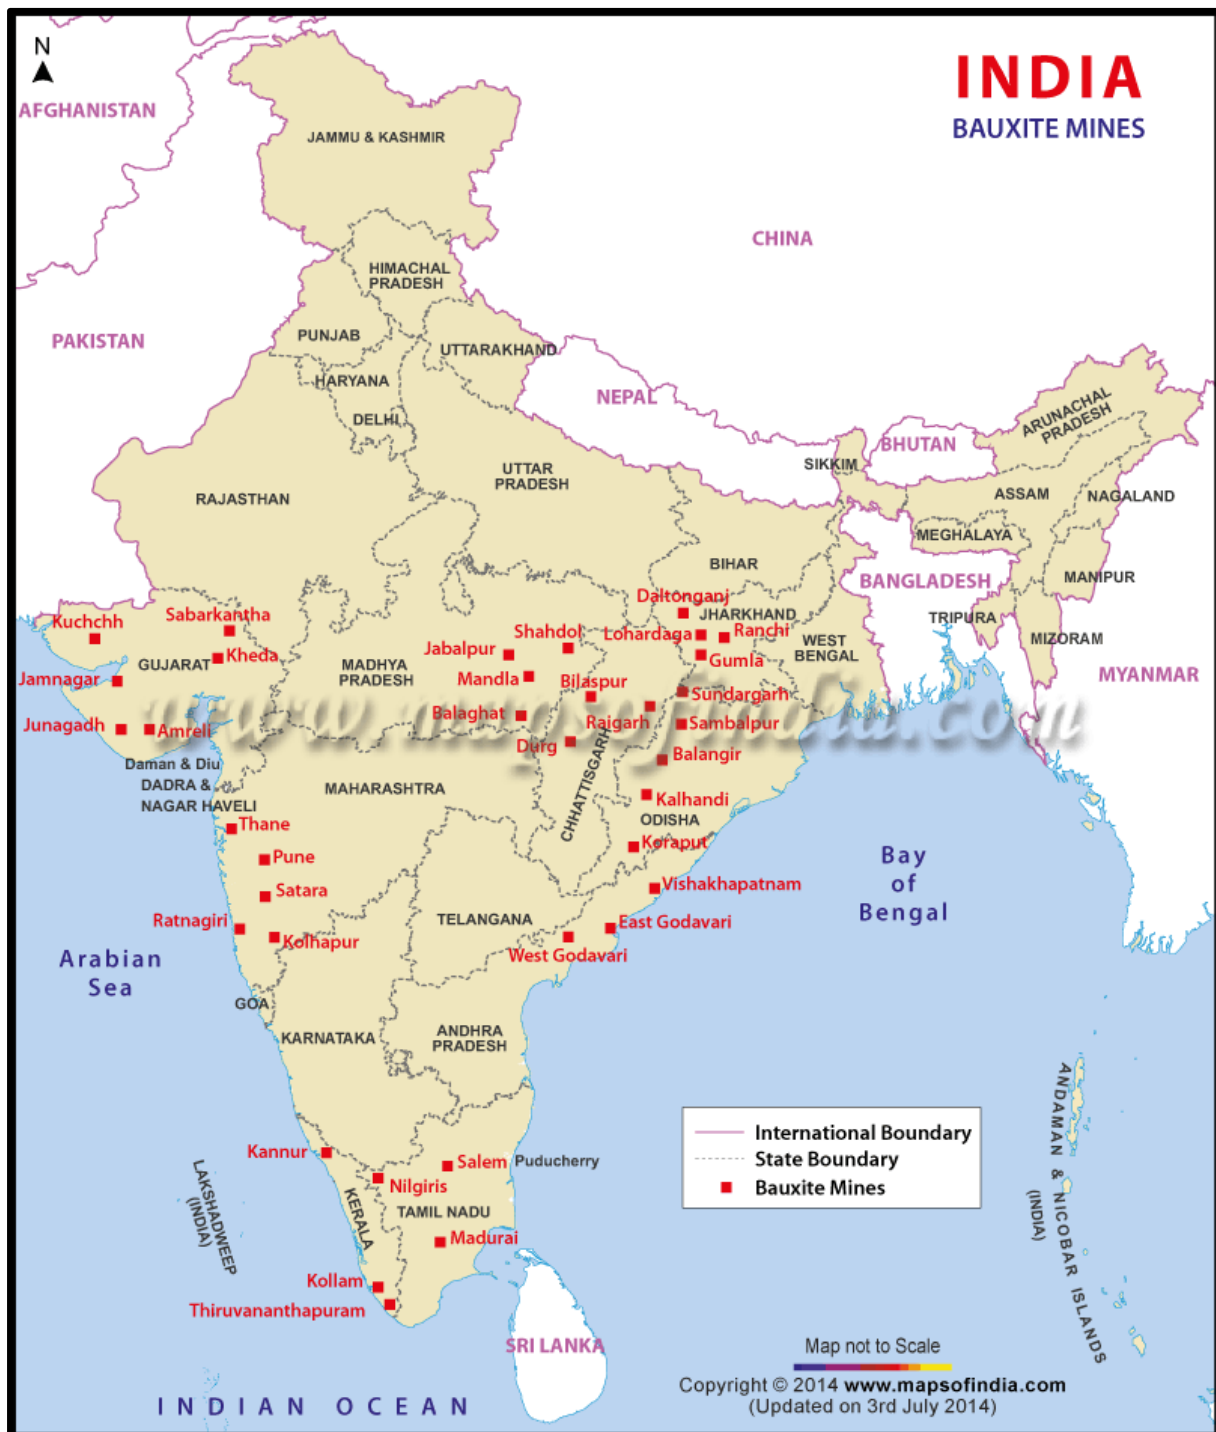 N
INDIA
BAUXITE MINES
AFGHANISTAN
JAMMU & KASHMIR
CHINA
HIMACHAL
PRADESH
PAKISTAN
PUNJAB
UTTARAKHAND
HARYANA
NEPAL
DELHI
ARUNACHAL
PRADESH
BHUTAN
SIKKIM
UTTAR
PRADESH
RAJASTHAN
ASSAM
NAGALAND
MEGHALAYA
BIHAR
BANGLADESH
MANIPUR
Daltonganj
JHARKHAND
TRIPURA
Kuchchh
Sabarkantha
Shahdol
Lohardaga
Ranchi
WEST
BENGAL
MIZORAM
Jabalpur
Gumla
GUJARAT
Kheda
MADHYA
PRADESH
MYANMAR
Jamnagar
Mandla
Bilaspur
Sundargarh
www.mapsofindia.com
Balaghat
Raigarh
Sambalpur
Junagadh
Amreli
Durg
Balangir
Daman & Diu
DADRA &
NAGAR HAVELI
MAHARASHTRA
CHHATTISGARH
Kalhandi
ODISHA
Thane
Koraput
Pune
Bay
of
Bengal
Satara
Vishakhapatnam
Ratnagiri
TELANGANA
East Godavari
Kolhapur
West Godavari
Arabian
Sea
GOA
KARNATAKA
ANDHRA
PRADESH
ANDAMAN & NICOBAR ISLANDS
(INDIA)
International Boundary
State Boundary
Bauxite Mines
Kannur
Salem
Puducherry
Nilgiris
LAKSHADWEEP
(INDIA)
KERALA
TAMIL NADU
Madurai
Kollam
Thiruvananthapuram
SRI LANKA
Map not to Scale
Copyright © 2014 www.mapsofindia.com
(Updated on 3rd July 2014)
INDIAN OCEAN